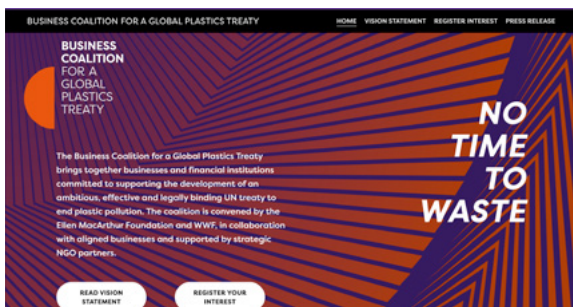 BUSINESS COALITION FOR A GLOBAL PLASTICS TREATY
HOME VISION STATEMENT REGISTER INTEREST PRESS RELEASE
BUSINESS
COALITION
FOR A
GLOBAL
PLASTICS
TREATY
NO
TIME
TO
WASTE
The Business Coalition for a Global Plastics Treaty
brings together businesses and financial institutions
committed to supporting the development of an
ambitious, effective and legally binding UN treaty to
end plastic pollution. The coalition is convened by the
Ellen MacArthur Foundation and WWF, in collaboration
with aligned businesses and supported by strategic
NGO partners.
READ VISION
STATEMENT
REGISTER YOUR
INTEREST